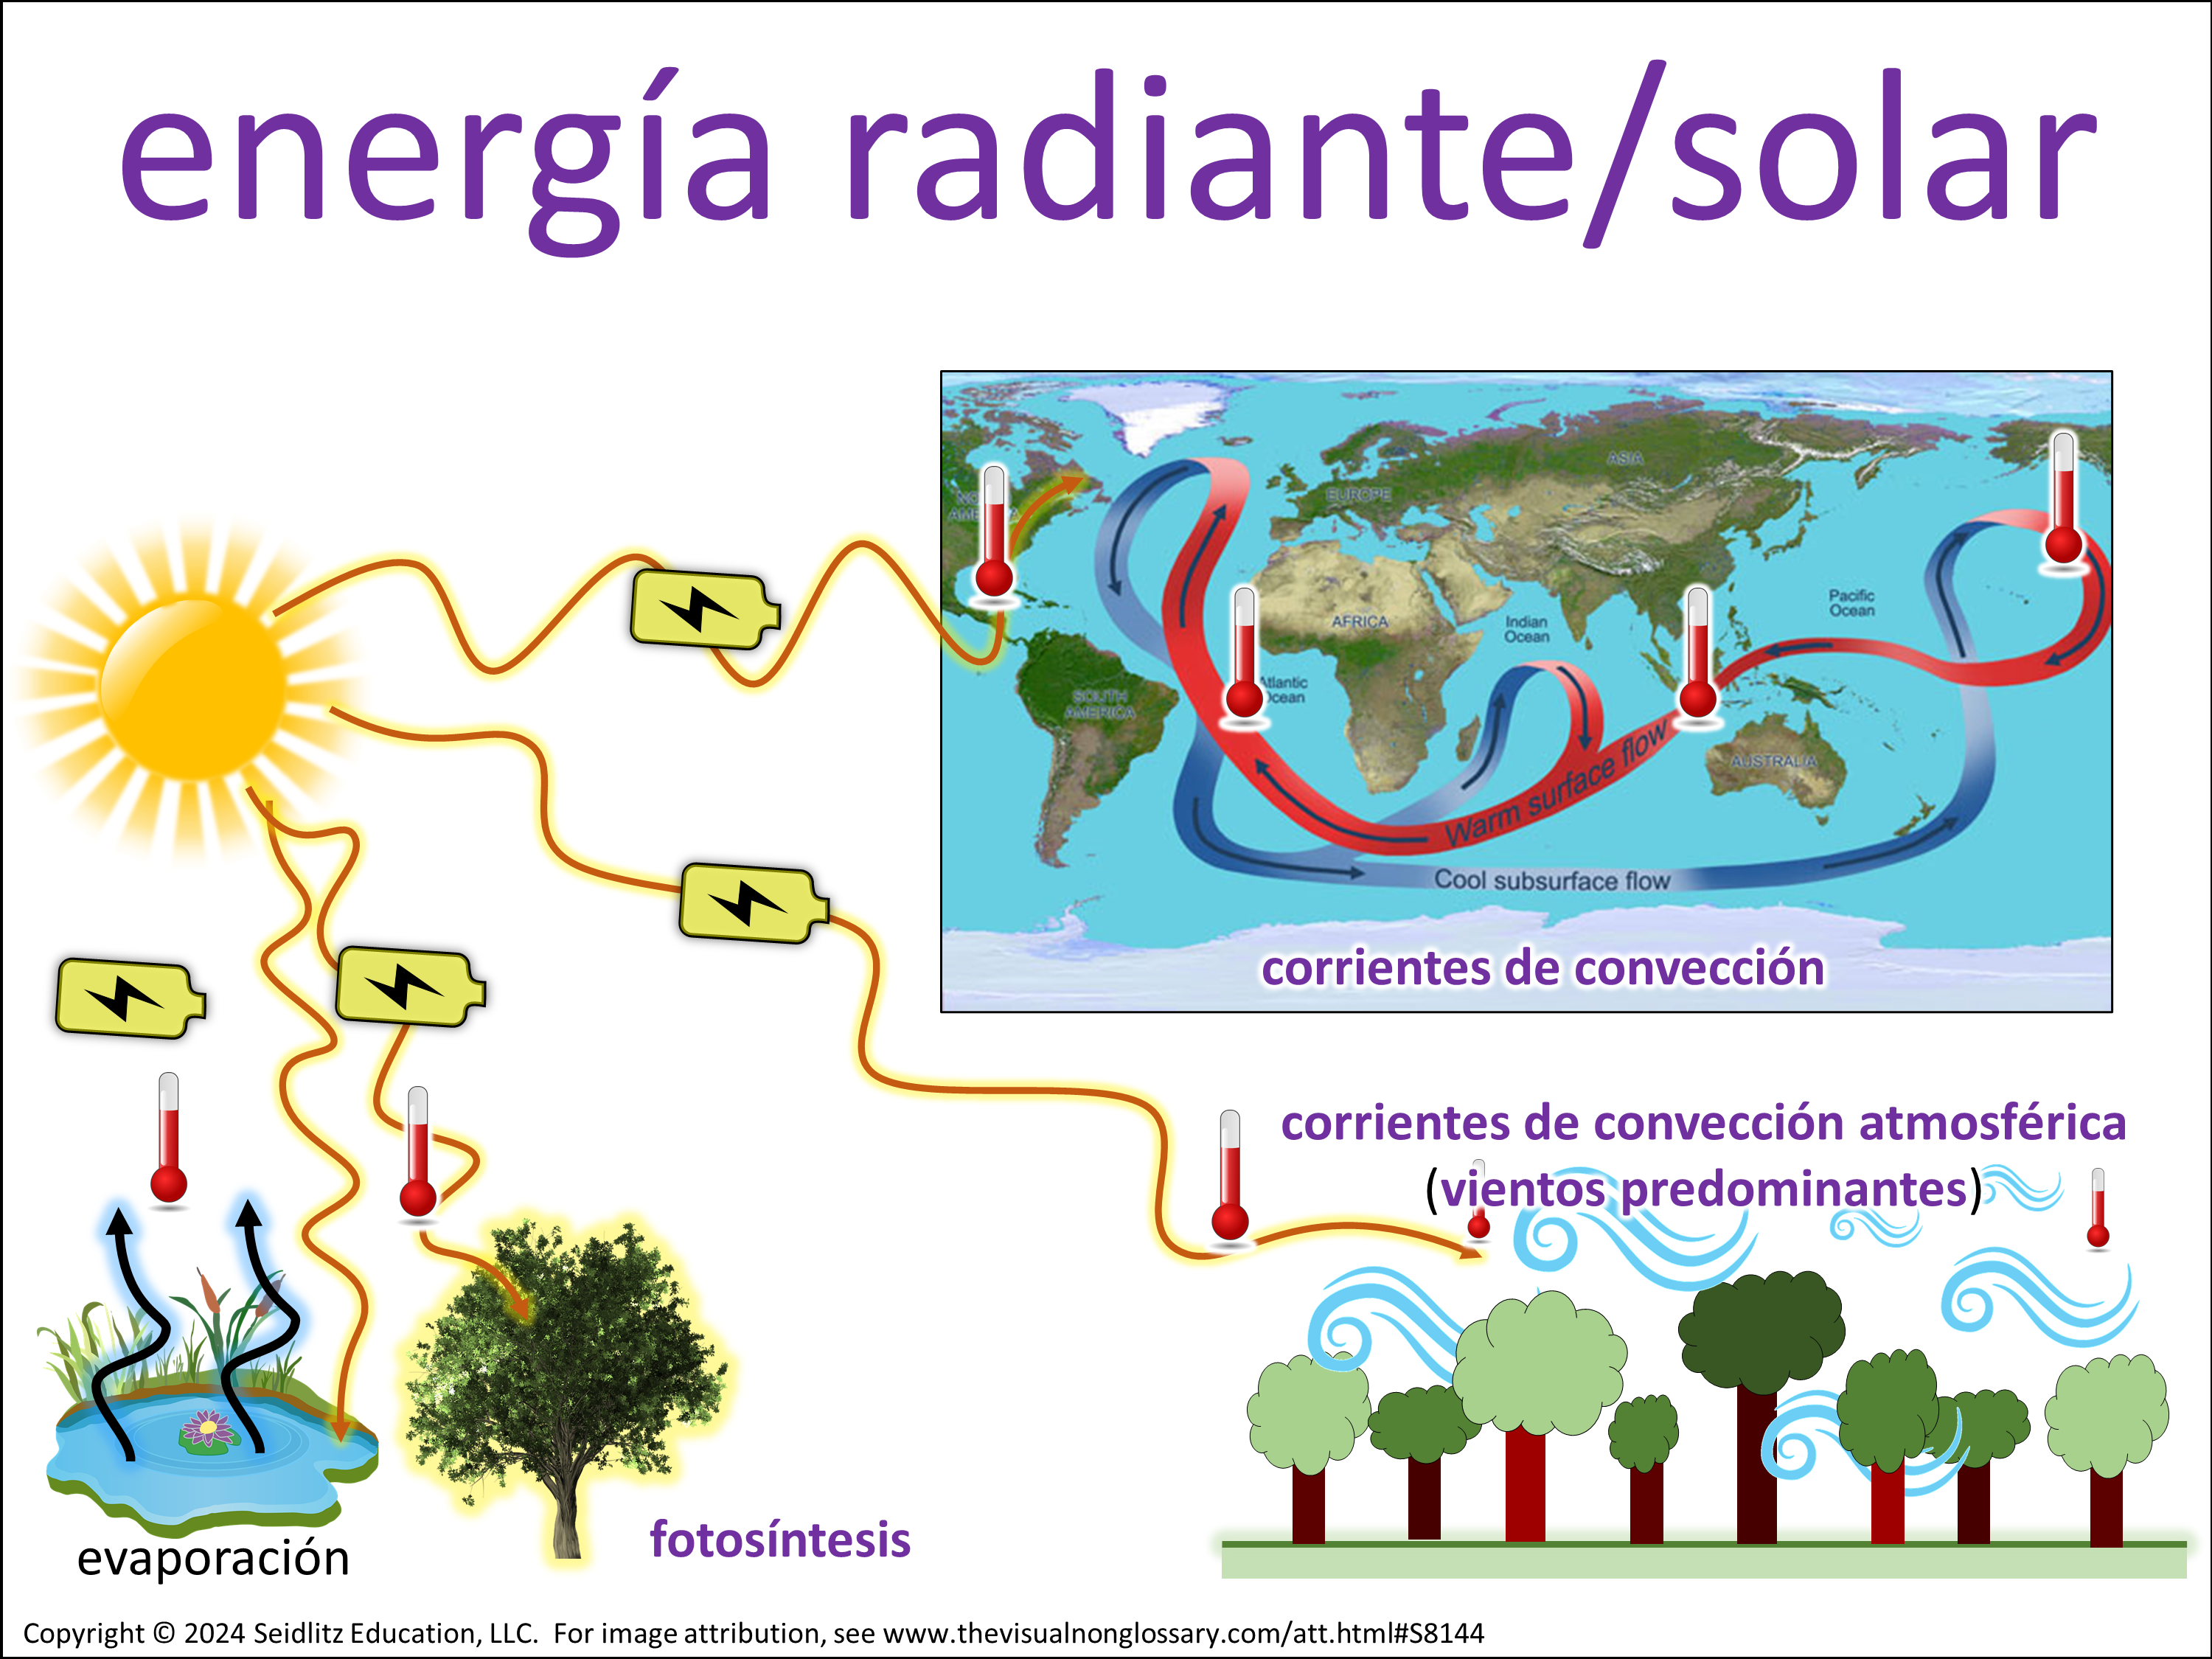 energía radiante/solar
NO
AME A
ASIA
EUROPE
AFRICA
Indian
Ocean
Pacific
Ocean
Atlantic
Ocean
SOUTH
AMERICA
AUSTRALIA
Warm surface flow
Cool subsurface flow
corrientes de convección
corrientes de convección atmosférica
(vientos predominantes)
fotosíntesis
evaporación
Copyright © 2024 Seidlitz Education, LLC.  For image attribution, see www.thevisualnonglossary.com/att.html#S8144